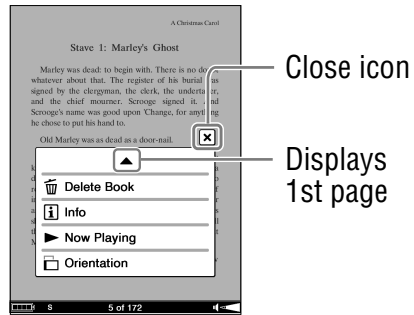 A Christmas Carol
Stave 1: Marley's Ghost
Marley was dead: to begin with. There is no doubt
whatever about that. The register of his burial was
signed by the clergyman, the clerk, the undertaker,
and the chief mourner. Scrooge signed it. And
Scrooge's name was good upon 'Change, for anything
he chose to put his hand to.
Old Marley was as dead as a door-nail.
Close icon
Displays
1st page
Delete Book
Info
Now Playing
Orientation
S 5 of 172